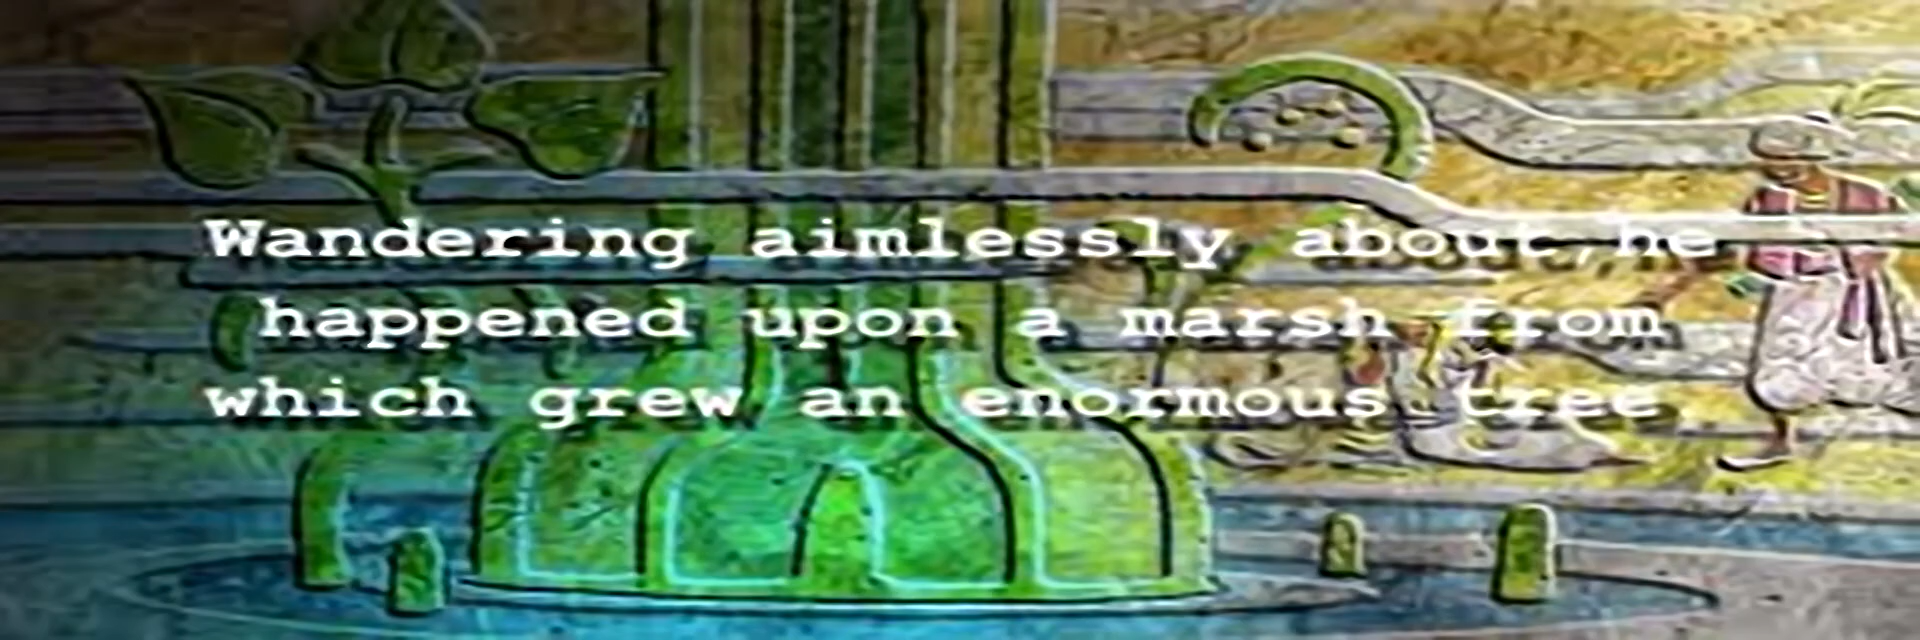 Wandering aimlessly about,he
happened upon a marsh from
which grew an enormous tree